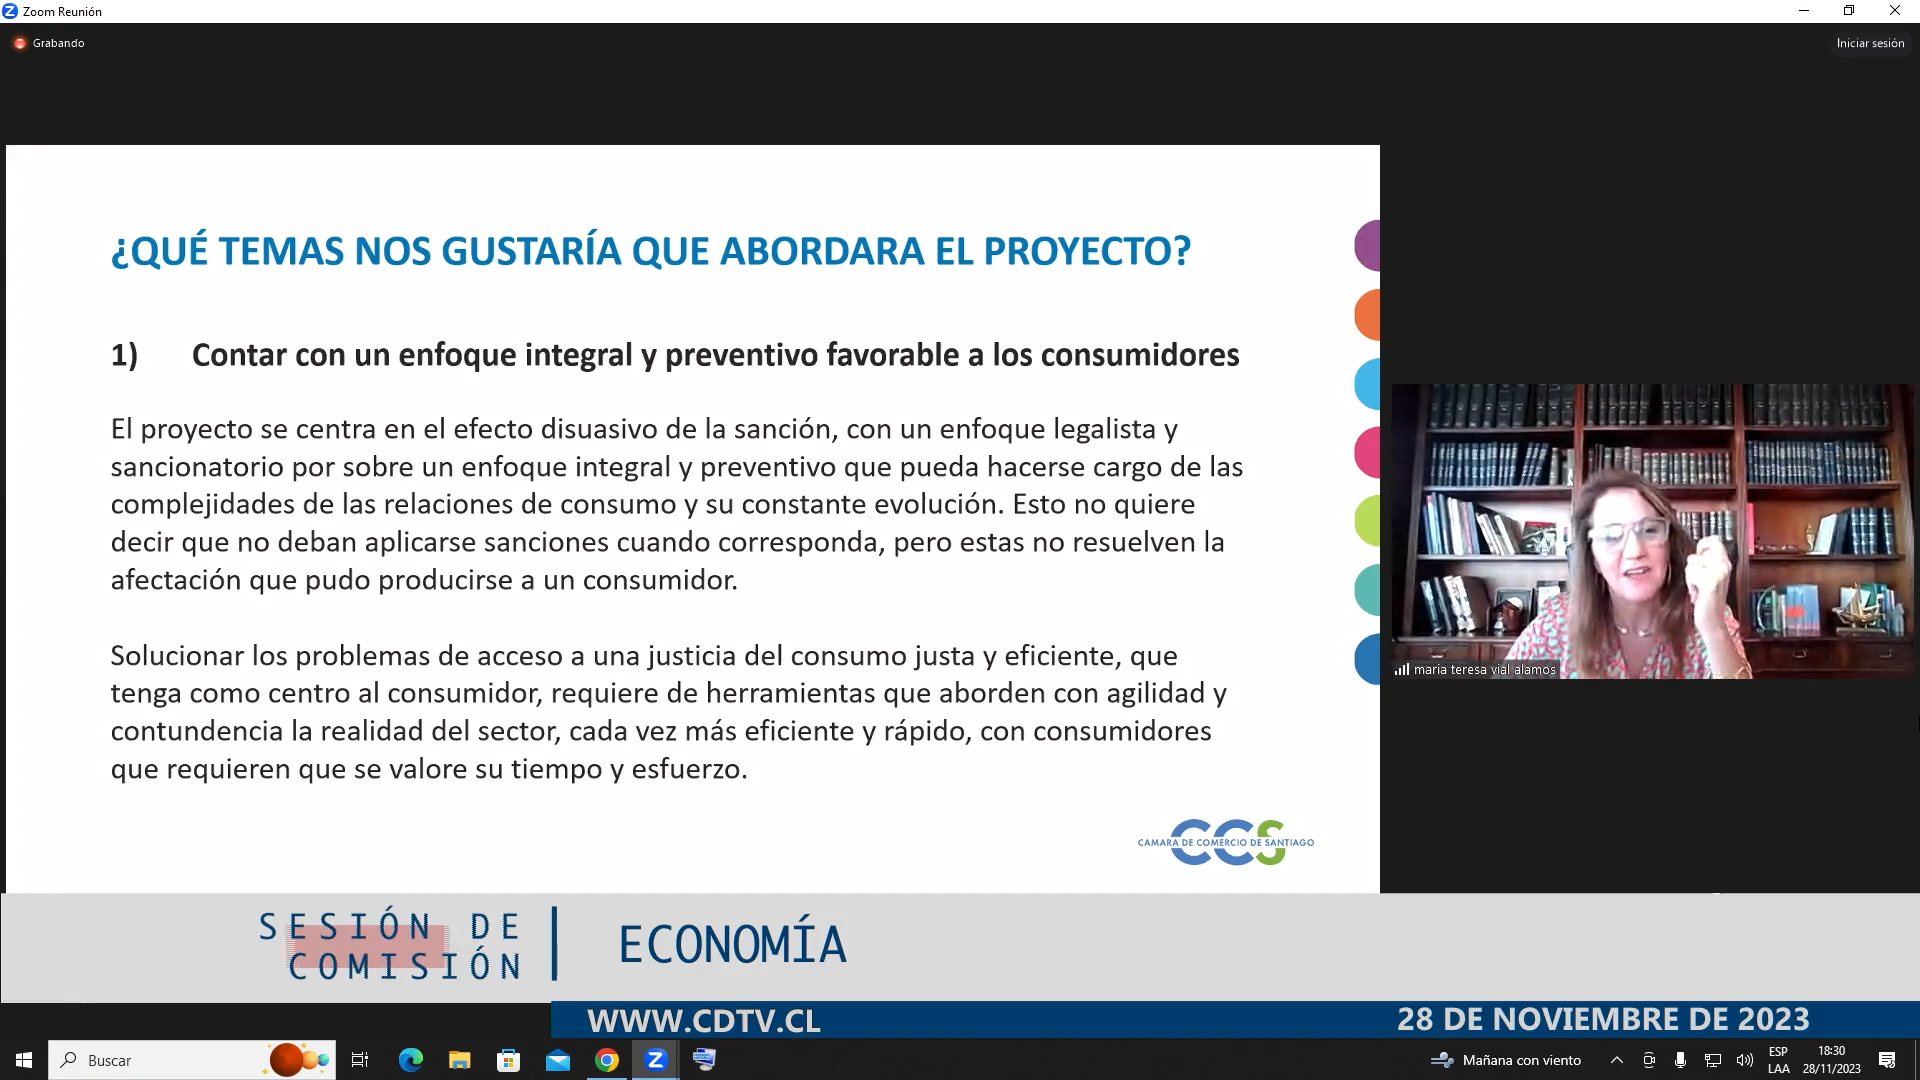 Zoom Reunión
Grabando
Iniciar sesión
¿QUÉ TEMAS NOS GUSTARÍA QUE ABORDARA EL PROYECTO?
1) Contar con un enfoque integral y preventivo favorable a los consumidores
El proyecto se centra en el efecto disuasivo de la sanción, con un enfoque legalista y
sancionatorio por sobre un enfoque integral y preventivo que pueda hacerse cargo de las
complejidades de las relaciones de consumo y su constante evolución. Esto no quiere
decir que no deban aplicarse sanciones cuando corresponda, pero estas no resuelven la
afectación que pudo producirse a un consumidor.
Solucionar los problemas de acceso a una justicia del consumo justa y eficiente, que
tenga como centro al consumidor, requiere de herramientas que aborden con agilidad y
contundencia la realidad del sector, cada vez más eficiente y rápido, con consumidores
que requieren que se valore su tiempo y esfuerzo.
CCS
CAMARA DE COMERCIO DE SANTIAGO
maria teresa vial alamos
SESIÓN DE
COMISIÓN
ECONOMÍA
WWW.CDTV.CL
28 DE NOVIEMBRE DE 2023
Buscar
Mañana con viento
ESP
LAA
18:30
28/11/2023